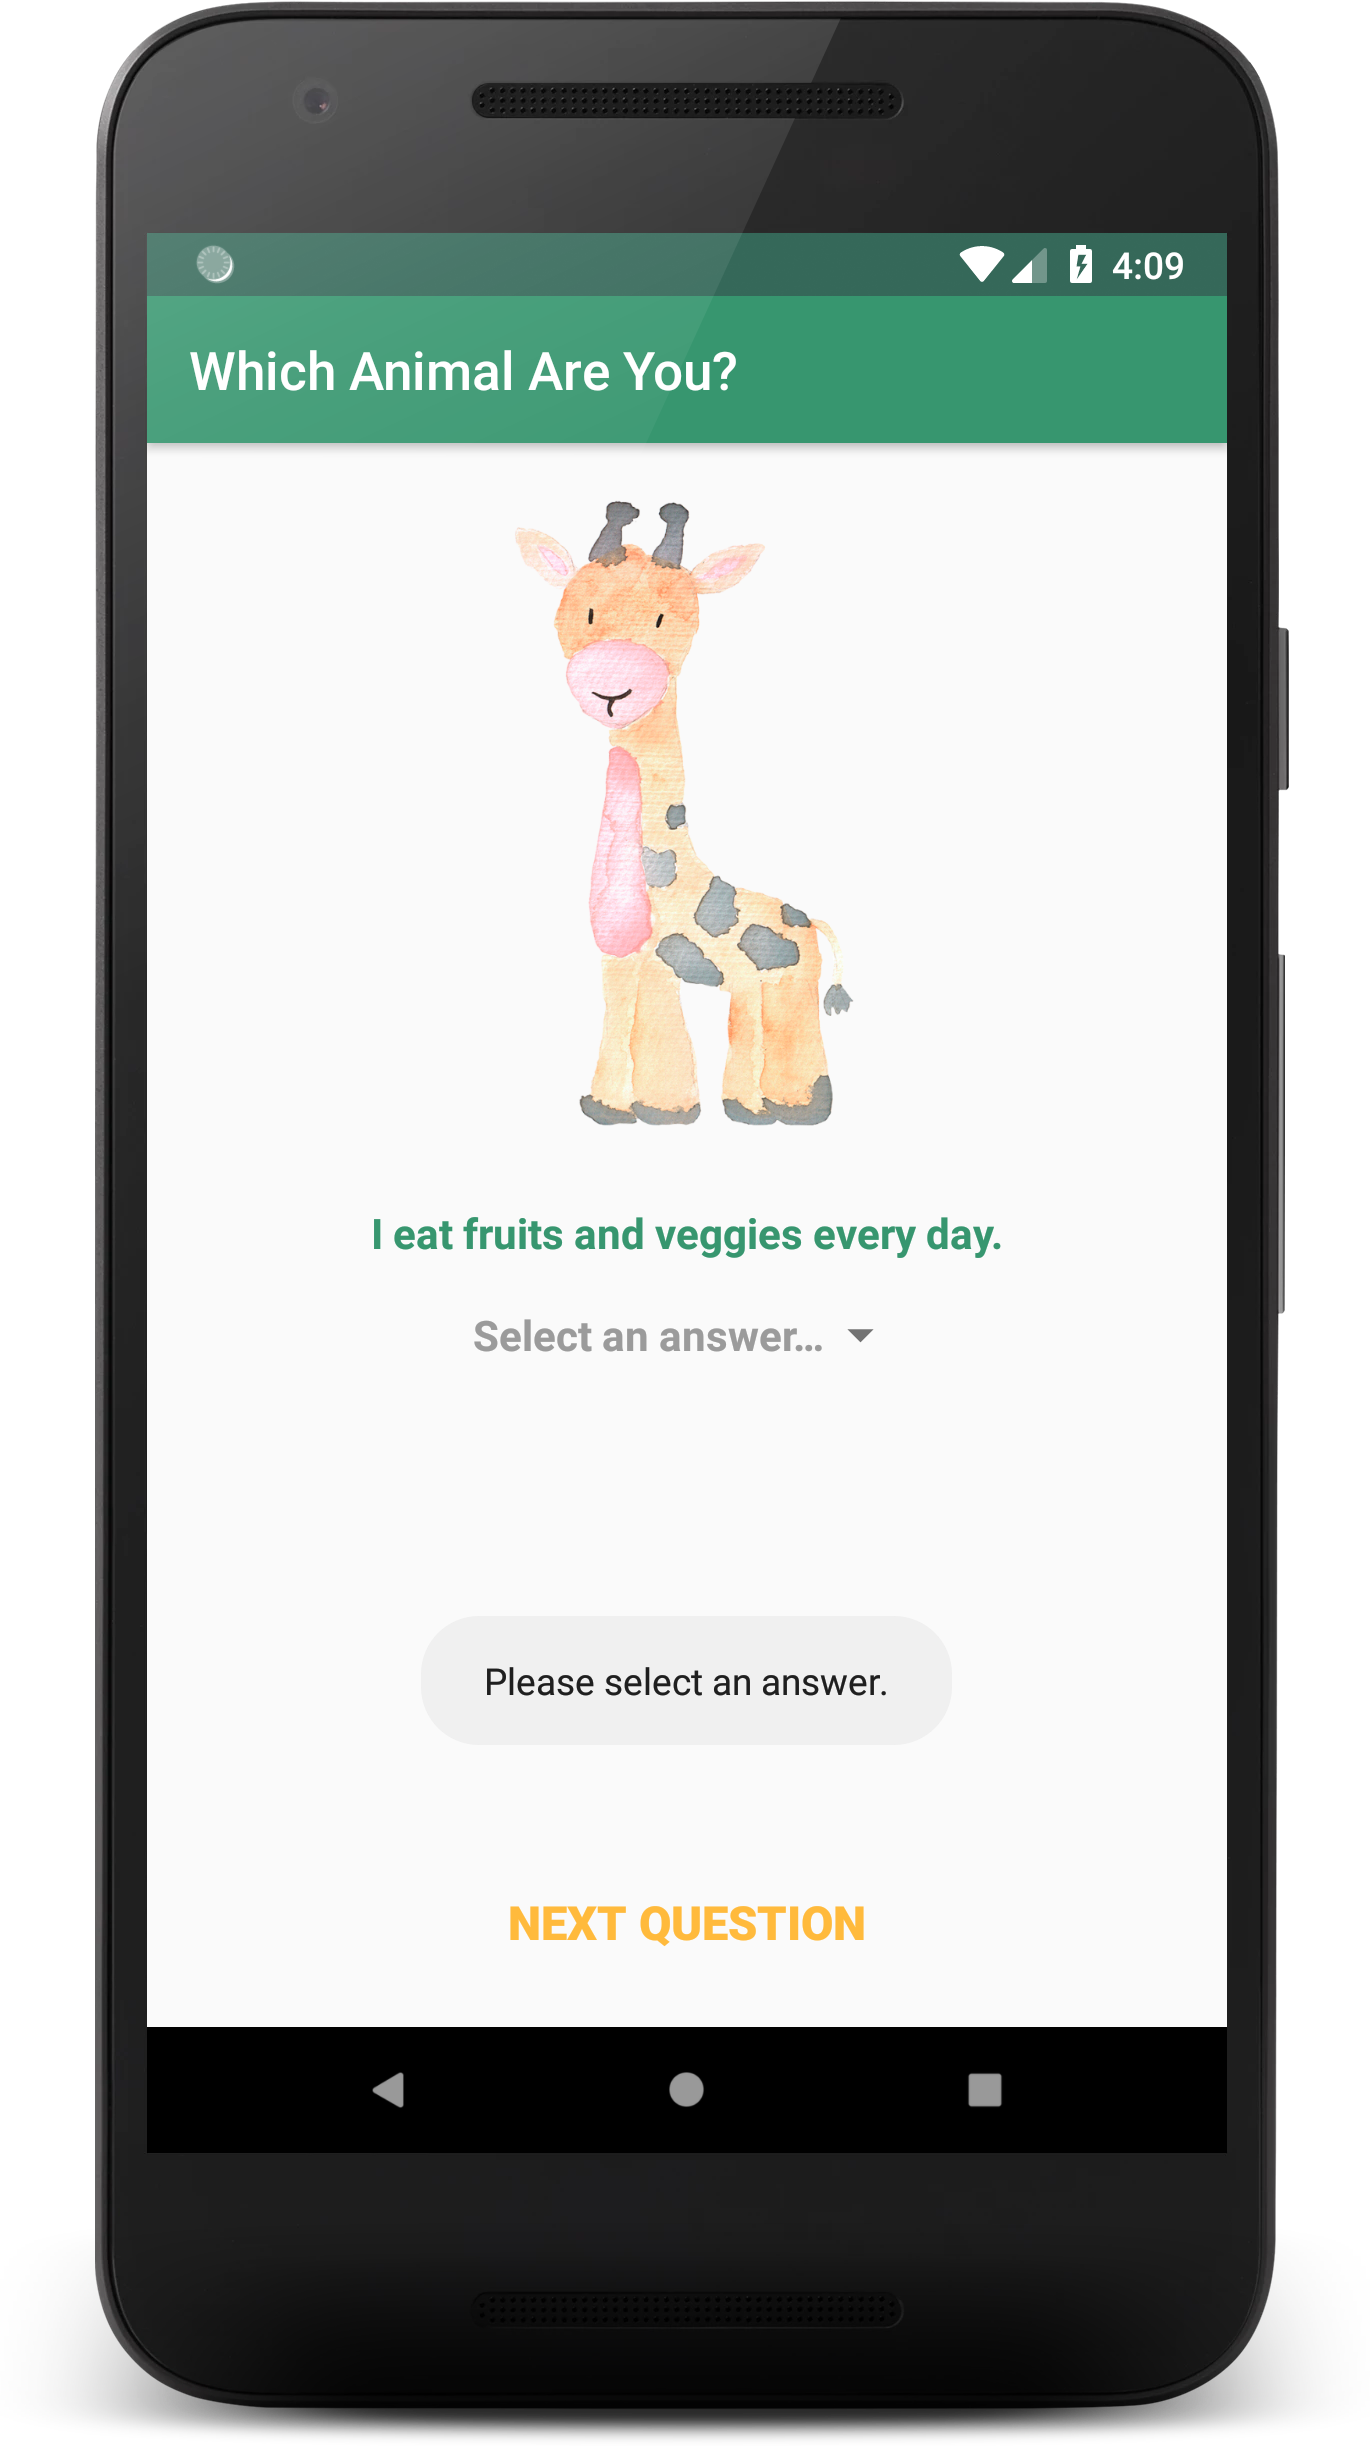 4:09
Which Animal Are You?
I eat fruits and veggies every day.
Select an answer...
Please select an answer.
NEXT QUESTION